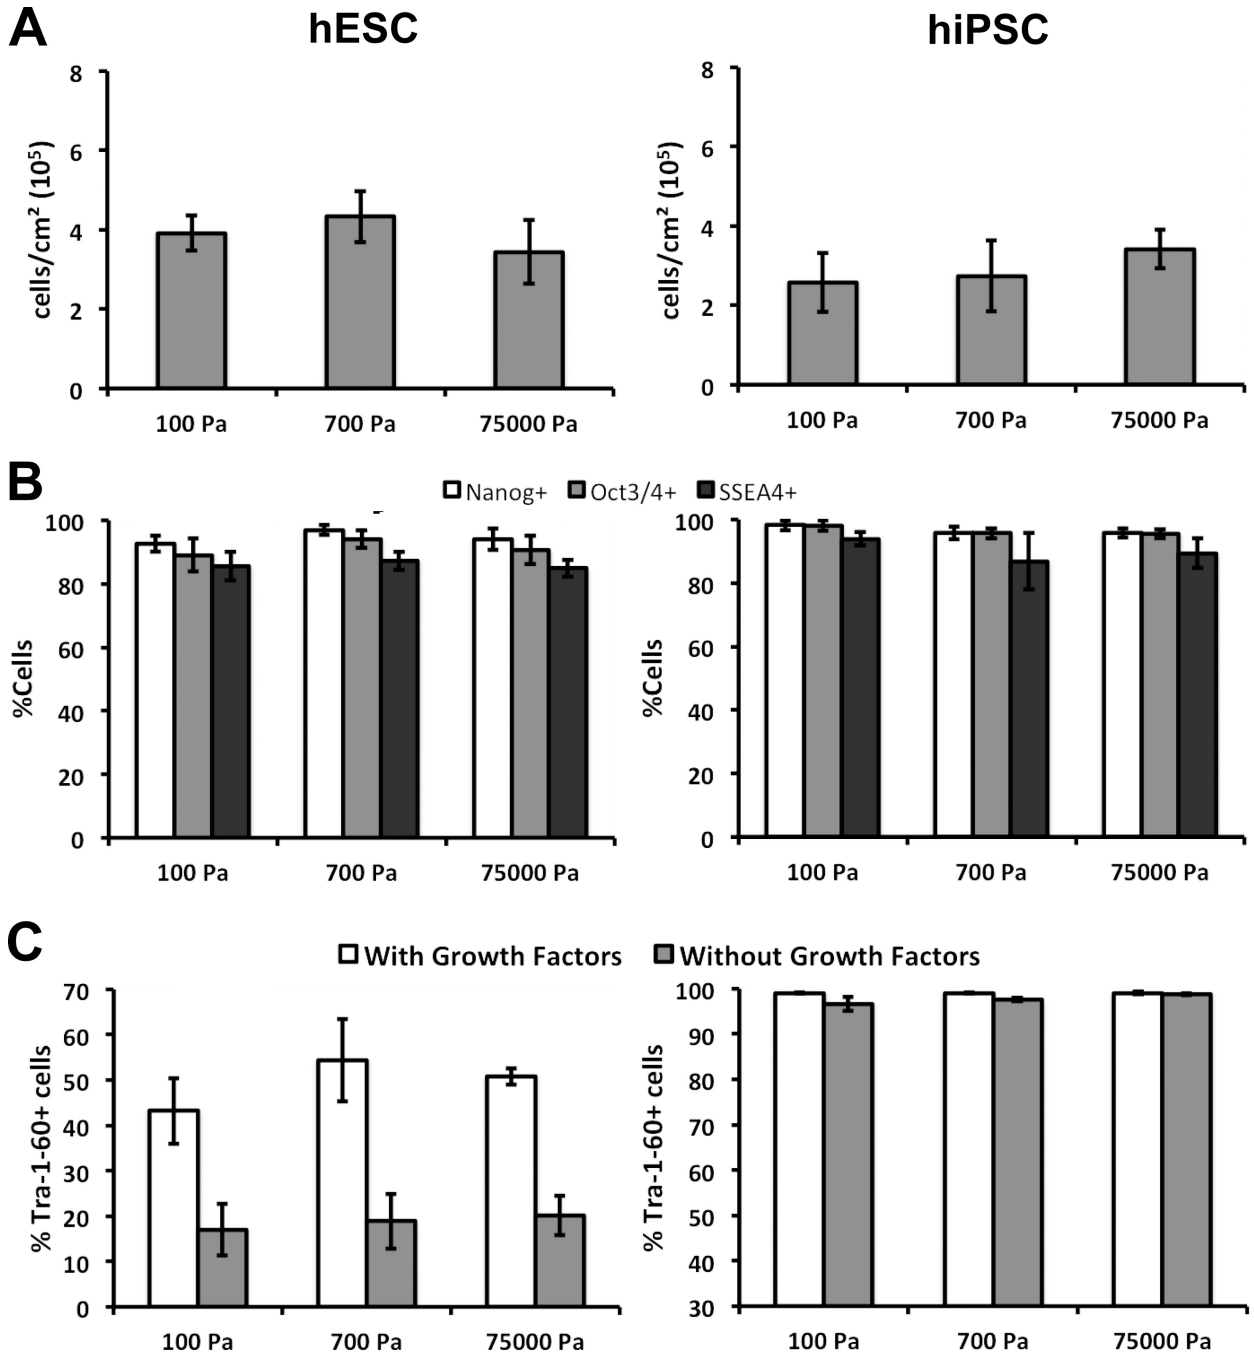 A
hESC
hiPSC
8
6
4
2
0
cells/cm² (10⁵)
100 Pa
700 Pa
75000 Pa
8
6
4
2
0
cells/cm² (10⁵)
100 Pa
700 Pa
75000 Pa
B
Nanog+
Oct3/4+
SSEA4+
100
80
60
40
20
0
%Cells
100 Pa
700 Pa
75000 Pa
100
80
60
40
20
0
%Cells
100 Pa
700 Pa
75000 Pa
C
With Growth Factors
Without Growth Factors
70
60
50
40
30
20
10
0
% Tra-1-60+ cells
100 Pa
700 Pa
75000 Pa
100
90
80
70
60
50
40
30
% Tra-1-60+ cells
100 Pa
700 Pa
75000 Pa